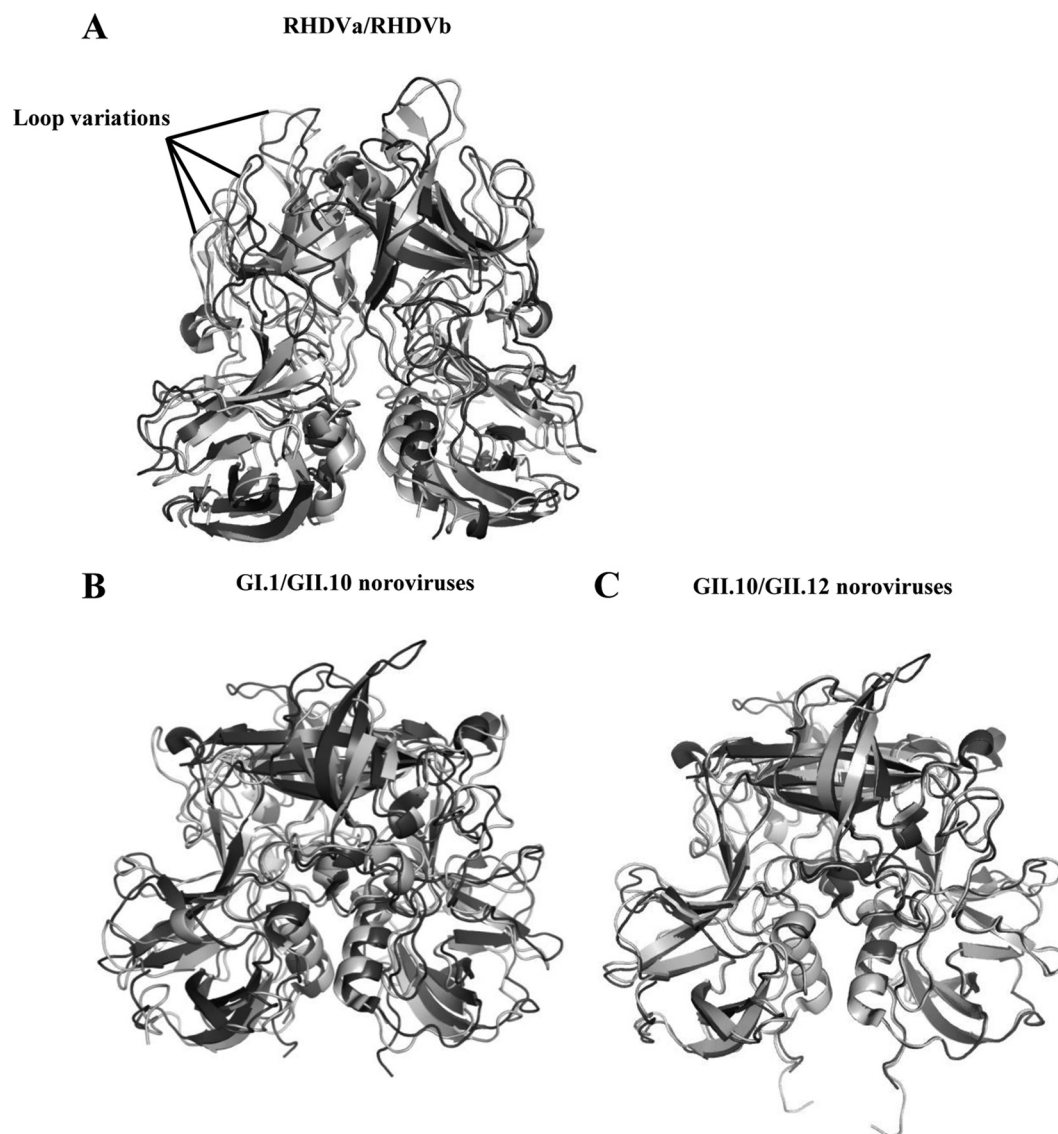 A
RHDVa/RHDVb
Loop variations
B
GI.1/GII.10 noroviruses
C
GII.10/GII.12 noroviruses